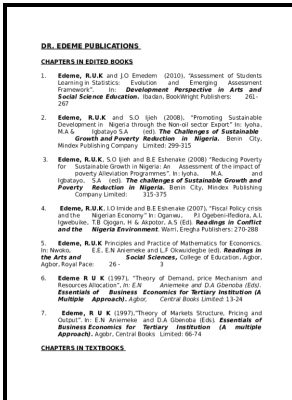 DR. EDEME PUBLICATIONS
CHAPTERS IN EDITED BOOKS
1. Edeme, R.U.K and J.O Emedem (2010), "Assessment of Students
Learning in Statistics: Evolution and Emerging Assessment
Framework". In: Development Perspective in Arts and
Social Science Education. Ibadan, BookWright Publishers: 261-
267
2. Edeme, R.U.K and S.O Ijeh (2008), "Promoting Sustainable
Development in Nigeria through the Non-oil sector Export" In: Iyoha,
M.A & Igbatayo S.A (ed). The Challenges of Sustainable
Growth and Poverty Reduction in Nigeria. Benin City,
Mindex Publishing Company Limited: 299-315
3. Edeme, R.U.K, S.O Ijeh and B.E Eshenake (2008) "Reducing Poverty
for Sustainable Growth in Nigeria: An Assessment of the impact of
poverty Alleviation Programmes". In: Iyoha, M.A. and
Igbatayo, S.A (ed). The challenges of Sustainable Growth and
Poverty Reduction in Nigeria. Benin City, Mindex Publishing
Company Limited: 315-375
4. Edeme, R.U.K, I.O Imide and B.E Eshenake (2007), "Fiscal Policy crisis
and the Nigerian Economy" In: Oganwu, P.I Ogebeni-Ifedora, A.I.
Igwebuike, T.B Ojogan, H & Akpotor, A.S (Ed). Readings in Conflict
and the Nigeria Environment. Warri, Eregha Publishers: 270-288
5. Edeme, R.U.K Principles and Practice of Mathematics for Economics.
In: Nwoko, E.E. E.N Aniemeke and L.F Okwuidegbe (ed). Readings in
the Arts and Social Sciences, College of Education, Agbor,
Agbor, Royal Pace: 26 -
6. Edeme R U K (1997), "Theory of Demand, price Mechanism and
Resources Allocation", In: E.N Aniemeke and D.A Gbenoba (Eds).
Essentials of Business Economics for Tertiary Institution (A
Multiple Approach). Agbor, Central Books Limited: 13-24
7. Edeme, R U K (1997),"Theory of Markets Structure, Pricing and
Output". In: E.N Aniemeke and D.A Gbenoba (Eds). Essentials of
Business Economics for Tertiary Institution (A multiple
Approach). Agobr, Central Books Limited: 66-74
CHAPTERS IN TEXTBOOKS